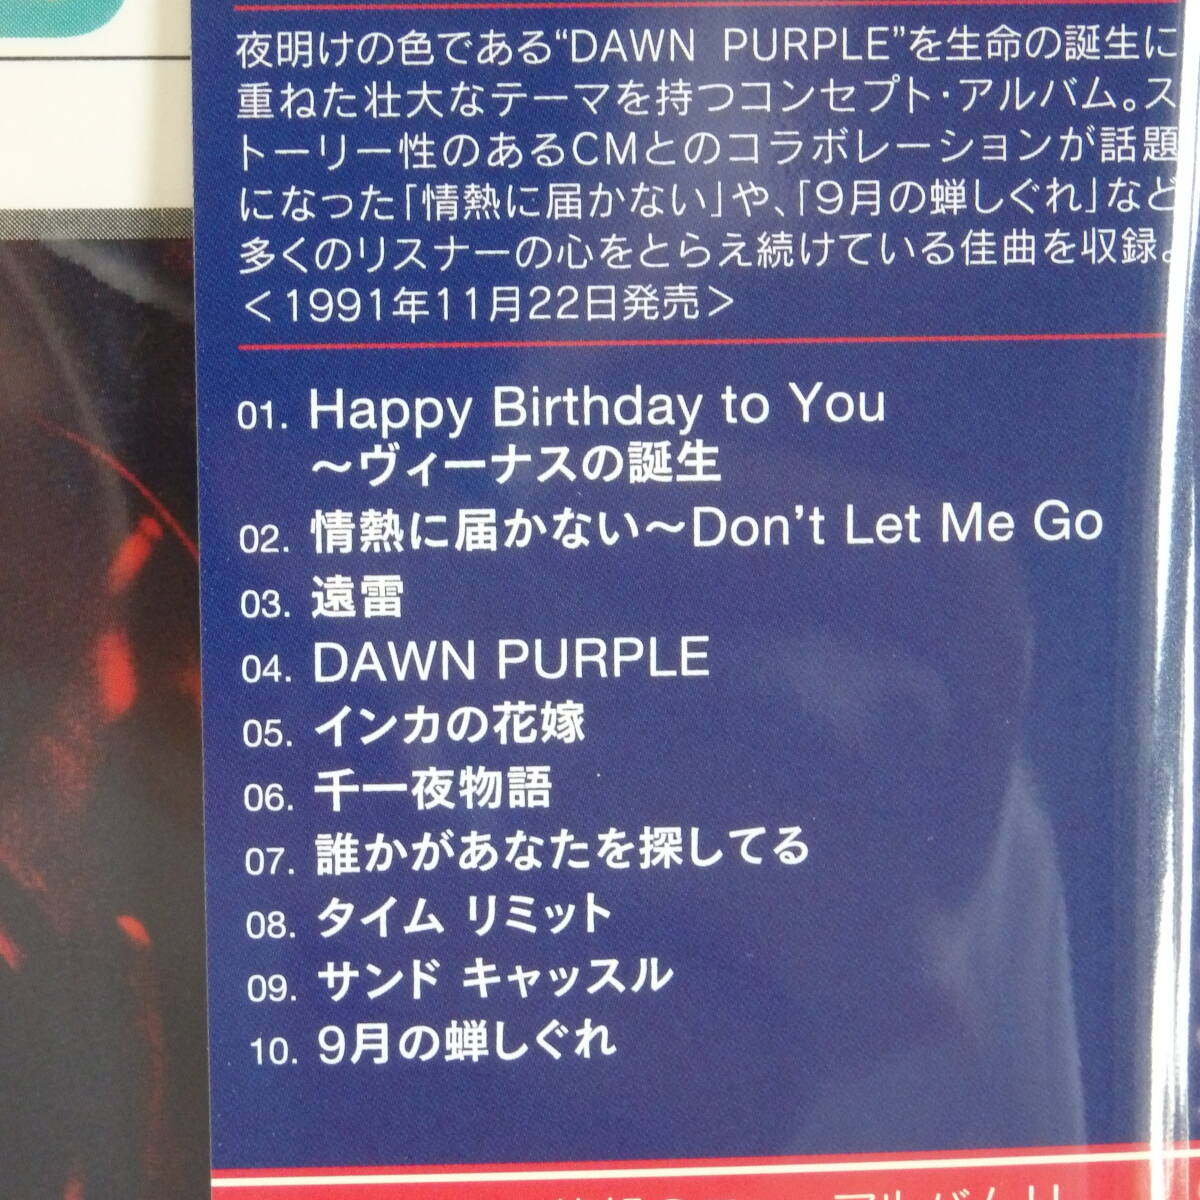 夜明けの色である“DAWN PURPLE”を生命の誕生に
重ねた壮大なテーマを持つコンセプト・アルバム。ス
トーリー性のあるCMとのコラボレーションが話題
になった「情熱に届かない」や、「9月の蝉しぐれ」など
多くのリスナーの心をとらえ続けている佳曲を収録。
＜1991年11月22日発売＞
01. Happy Birthday to You
～ヴィーナスの誕生
02. 情熱に届かない～Don't Let Me Go
03. 遠雷
04. DAWN PURPLE
05. インカの花嫁
06. 千一夜物語
07. 誰かがあなたを探してる
08. タイム リミット
09. サンド キャッスル
10. 9月の蝉しぐれ